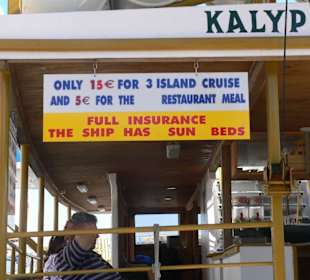 KALYP
ONLY 15€ FOR 3 ISLAND CRUISE
AND 5€ FOR THE RESTAURANT MEAL
FULL INSURANCE
THE SHIP HAS SUN BEDS